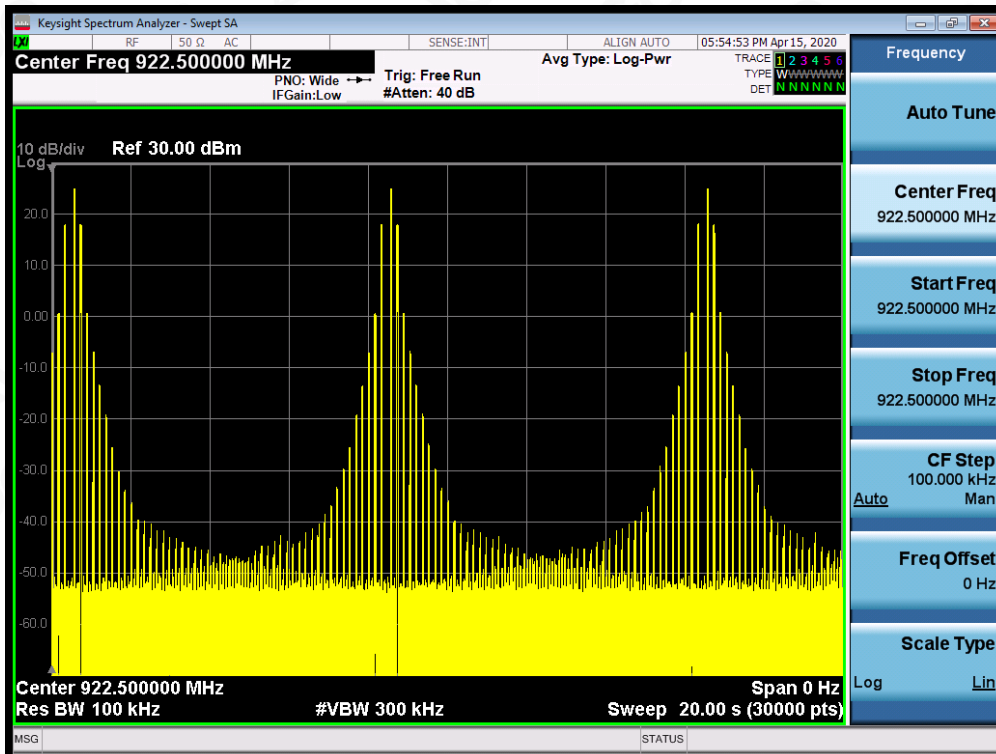 Keysight Spectrum Analyzer - Swept SA
LXI RF 50 Ω AC SENSE:INT ALIGN AUTO 05:54:53 PM Apr 15, 2020
Center Freq 922.500000 MHz
PNO: Wide
IFGain:Low
Trig: Free Run
#Atten: 40 dB
Avg Type: Log-Pwr
TRACE 1 2 3 4 5 6
TYPE WWWWWWW
DET N N N N N N
10 dB/div
Log
Ref 30.00 dBm
20.0
10.0
0.00
-10.0
-20.0
-30.0
-40.0
-50.0
-60.0
Center 922.500000 MHz
Span 0 Hz
Res BW 100 kHz
#VBW 300 kHz
Sweep 20.00 s (30000 pts)
MSG
STATUS
Frequency
Auto Tune
Center Freq
922.500000 MHz
Start Freq
922.500000 MHz
Stop Freq
922.500000 MHz
CF Step
100.000 kHz
Auto Man
Freq Offset
0 Hz
Scale Type
Log Lin